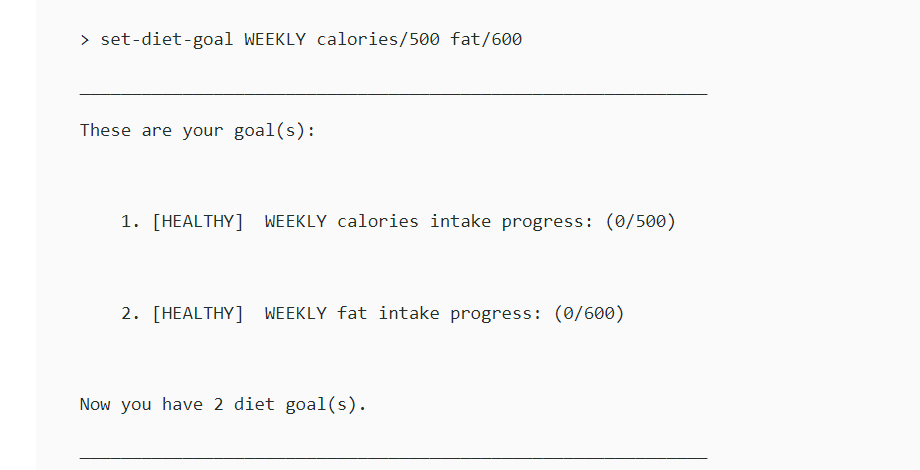 > set-diet-goal WEEKLY calories/500 fat/600
____________________________________________________________
These are your goal(s):
1. [HEALTHY]  WEEKLY calories intake progress: (0/500)
2. [HEALTHY]  WEEKLY fat intake progress: (0/600)
Now you have 2 diet goal(s).
____________________________________________________________